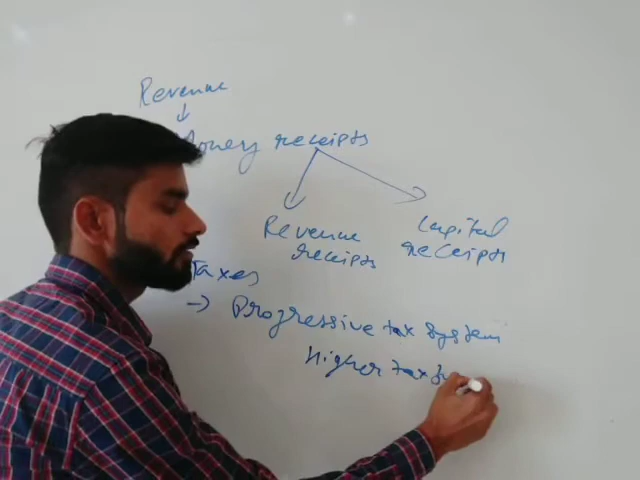 Revenue
Money receipts
Revenue
receipts
Capital
receipts
Taxes
Progressive tax system
Higher tax